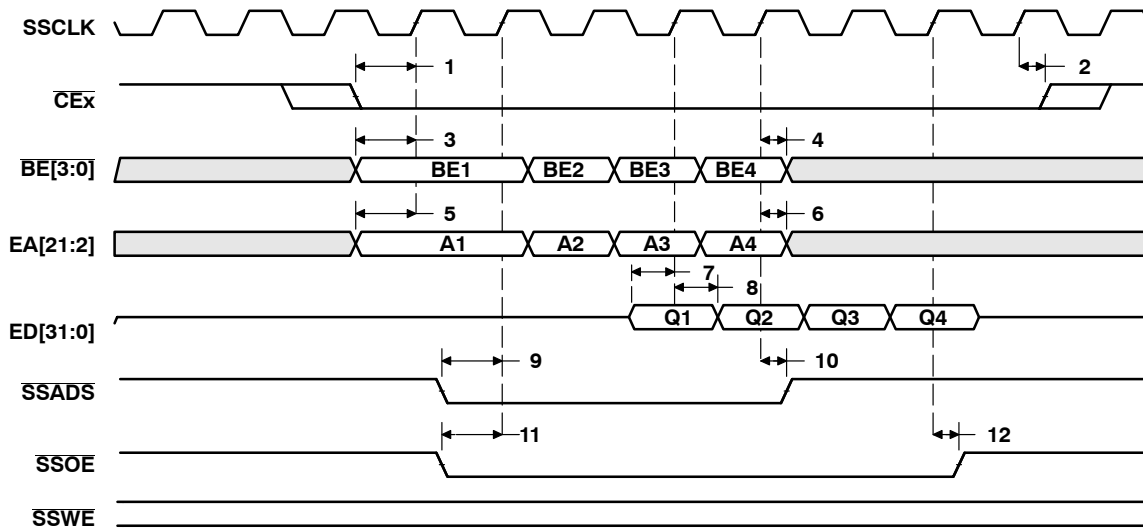 SSCLK
1 2
CEx
3 4
BE[3:0] BE1 BE2 BE3 BE4
5 6
EA[21:2] A1 A2 A3 A4
7
8
ED[31:0] Q1 Q2 Q3 Q4
9 10
SSADS
11 12
SSOE
SSWE